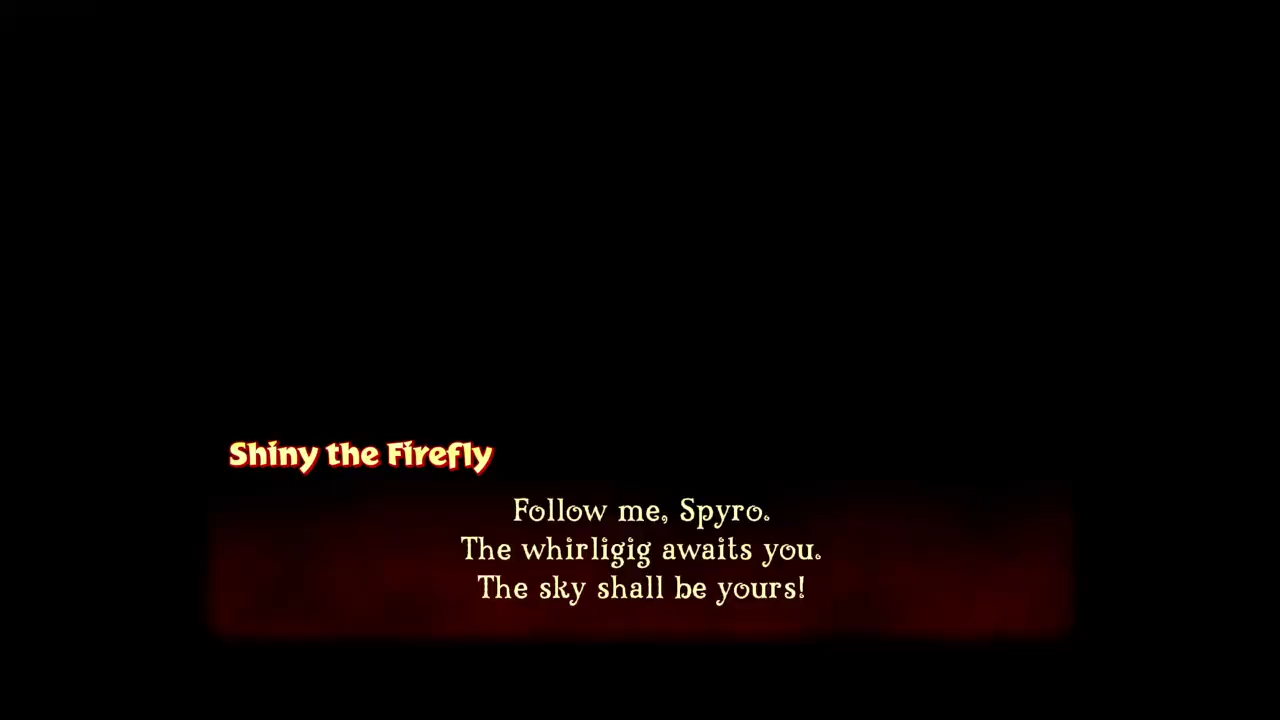 Shiny the Firefly
Follow me, Spyro.
The whirligig awaits you.
The sky shall be yours!